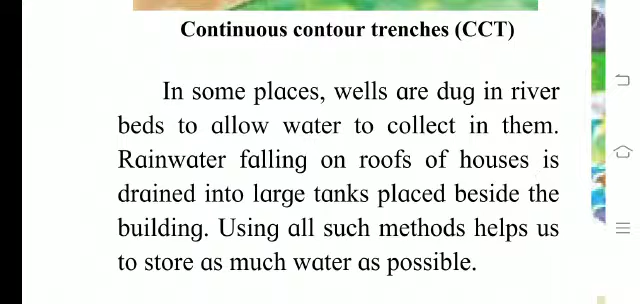 Continuous contour trenches (CCT)
In some places, wells are dug in river
beds to allow water to collect in them.
Rainwater falling on roofs of houses is
drained into large tanks placed beside the
building. Using all such methods helps us
to store as much water as possible.